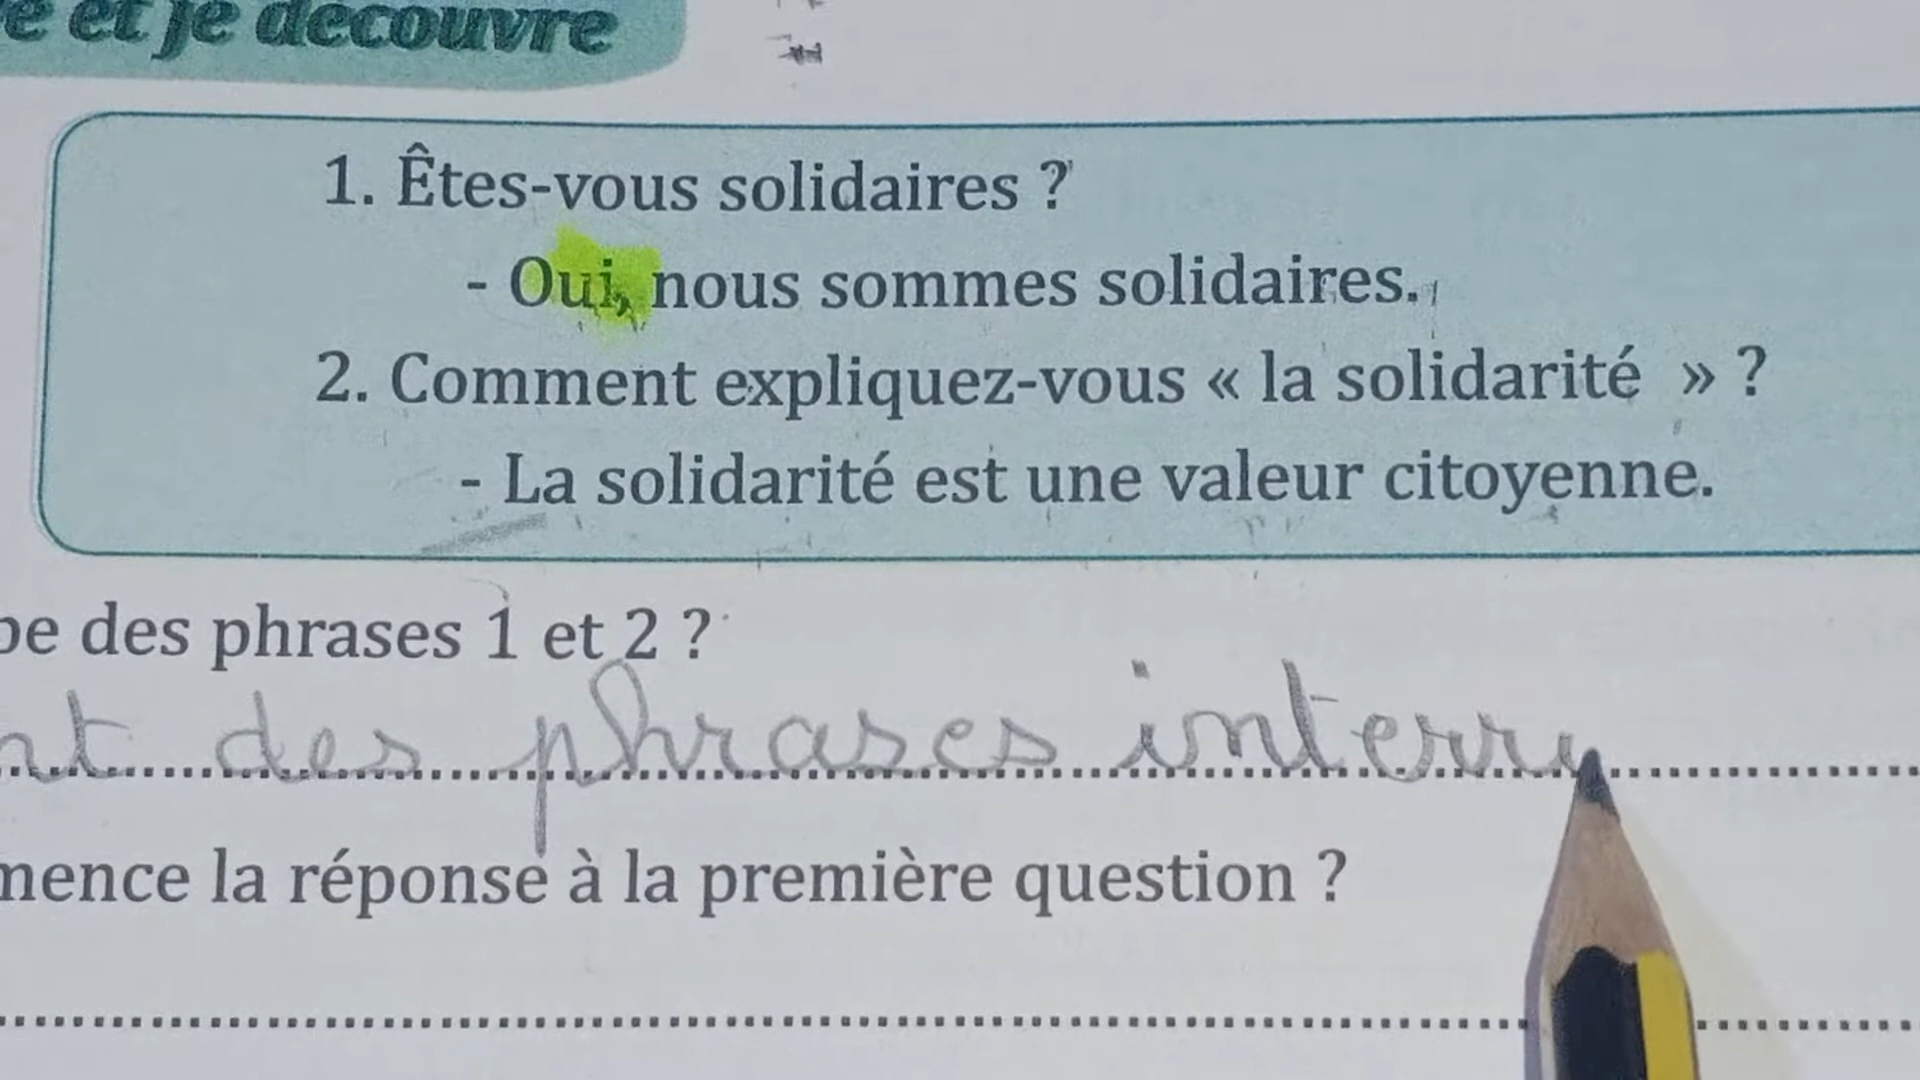 et je découvre
1. Êtes-vous solidaires ?
- Oui, nous sommes solidaires.
2. Comment expliquez-vous « la solidarité » ?
- La solidarité est une valeur citoyenne.
pe des phrases 1 et 2 ?
nt des phrases interr
mence la réponse à la première question ?